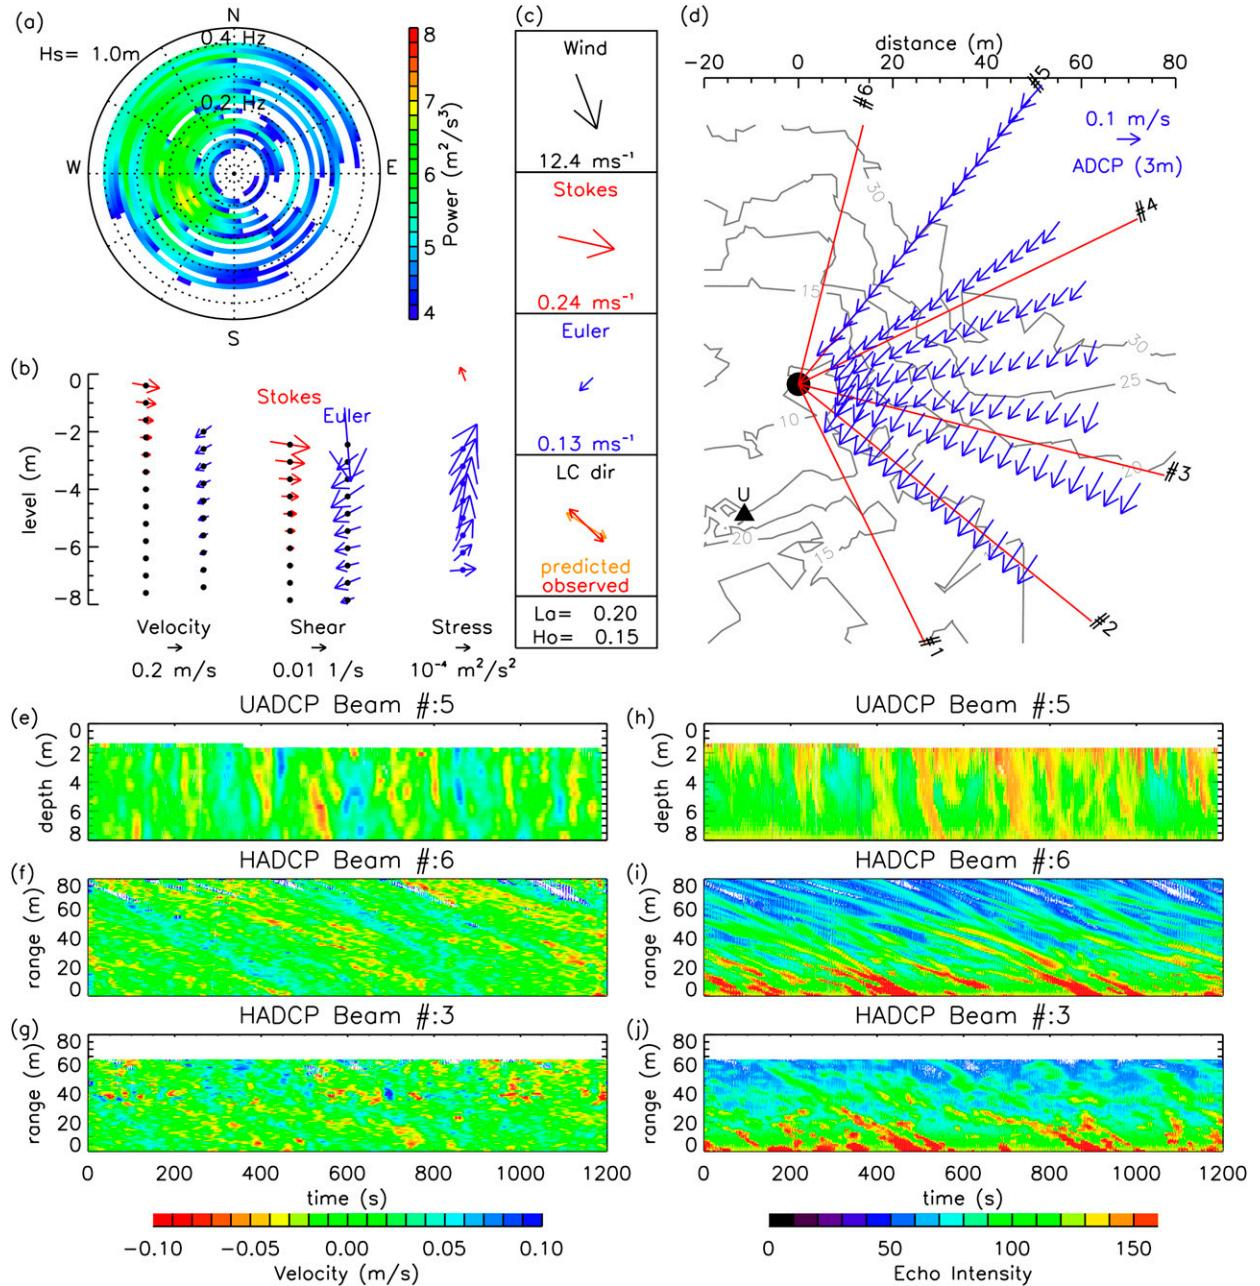 (a)
N
Hs= 1.0m
0.4 Hz
0.2 Hz
W
E
S
8
7
6
5
4
Power (m²/s³)
(b)
0
−2
−4
−6
−8
level (m)
Stokes
Euler
Velocity
0.2 m/s
Shear
0.01 1/s
Stress
10⁻⁴ m²/s²
(c)
Wind
12.4 ms⁻¹
Stokes
0.24 ms⁻¹
Euler
0.13 ms⁻¹
LC dir
predicted
observed
La= 0.20
Ho= 0.15
(d)
distance (m)
−20 0 20 40 60 80
#6
#5
0.1 m/s
ADCP (3m)
#4
30
15
30
25
10
20
#3
U
20
15
#2
#1
(e)
UADCP Beam #:5
0
2
4
6
8
depth (m)
(f)
HADCP Beam #:6
80
60
40
20
0
range (m)
(g)
HADCP Beam #:3
80
60
40
20
0
range (m)
0 200 400 600 800 1000 1200
time (s)
−0.10 −0.05 0.00 0.05 0.10
Velocity (m/s)
(h)
UADCP Beam #:5
0
2
4
6
8
depth (m)
(i)
HADCP Beam #:6
80
60
40
20
0
range (m)
(j)
HADCP Beam #:3
80
60
40
20
0
range (m)
0 200 400 600 800 1000 1200
time (s)
0 50 100 150
Echo Intensity